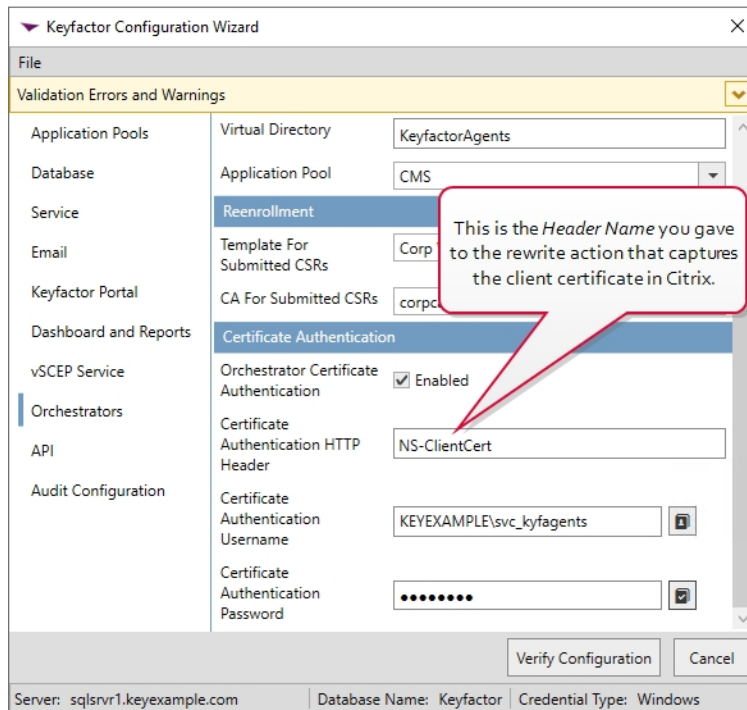 Keyfactor Configuration Wizard
File
Validation Errors and Warnings
Application Pools
Database
Service
Email
Keyfactor Portal
Dashboard and Reports
vSCEP Service
Orchestrators
API
Audit Configuration
Virtual Directory
KeyfactorAgents
Application Pool
CMS
Reenrollment
Template For
Submitted CSRs
Corp
CA For Submitted CSRs
This is the Header Name you gave
to the rewrite action that captures
the client certificate in Citrix.
Certificate Authentication
Orchestrator Certificate
Authentication
Enabled
Certificate
Authentication HTTP
Header
NS-ClientCert
Certificate
Authentication
Username
KEYEXAMPLE\svc_kyfagents
Certificate
Authentication
Password
••••••••
Verify Configuration
Cancel
Server: sqlsrvr1.keyexample.com
Database Name: Keyfactor
Credential Type: Windows